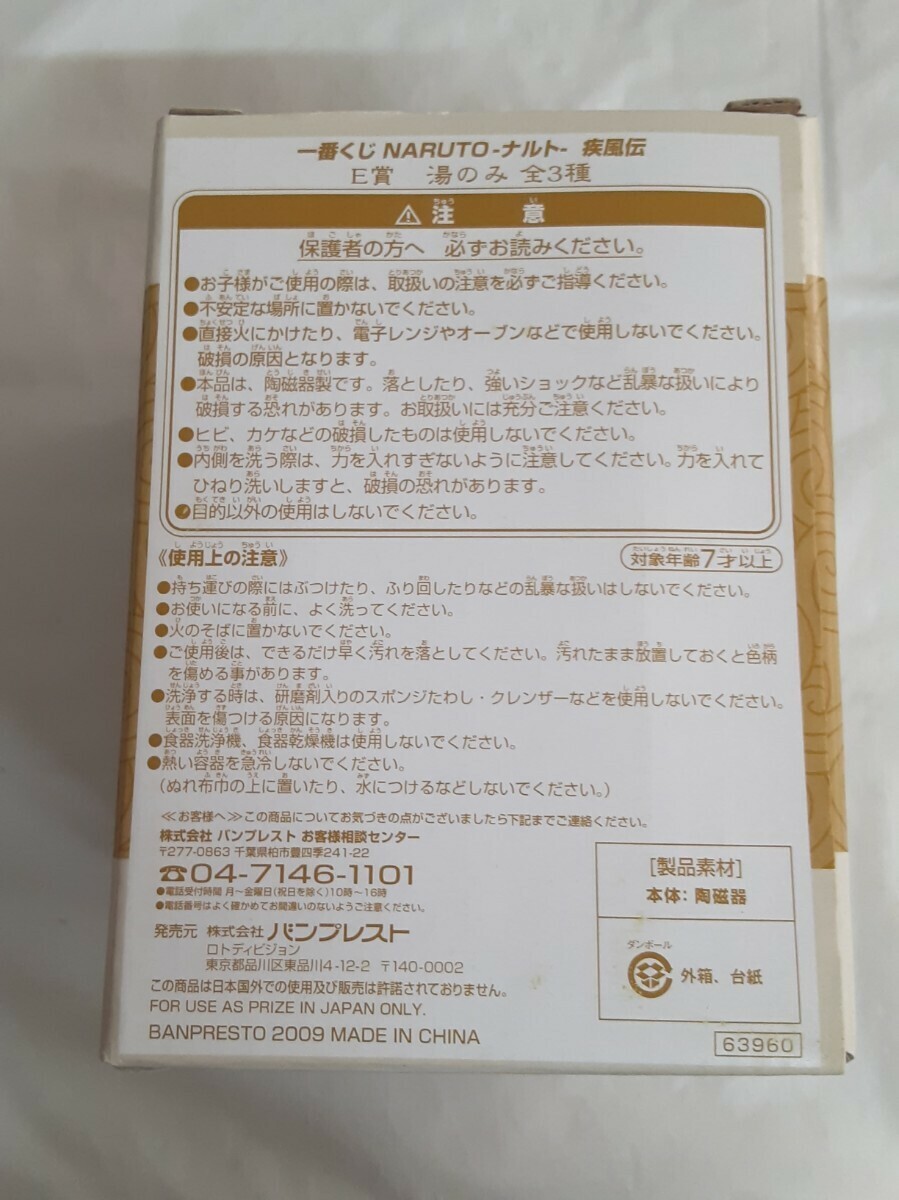 一番くじ NARUTO-ナルト- 疾風伝
E賞　湯のみ 全3種
⚠注　意
保護者の方へ　必ずお読みください。
●お子様がご使用の際は、取扱いの注意を必ずご指導ください。
●不安定な場所に置かないでください。
●直接火にかけたり、電子レンジやオーブンなどで使用しないでください。
破損の原因となります。
●本品は、陶磁器製です。落としたり、強いショックなど乱暴な扱いにより
破損する恐れがあります。お取扱いには充分ご注意ください。
●ヒビ、カケなどの破損したものは使用しないでください。
●内側を洗う際は、力を入れすぎないように注意してください。力を入れて
ひねり洗いしますと、破損の恐れがあります。
●目的以外の使用はしないでください。
《使用上の注意》
対象年齢7才以上
●持ち運びの際にはぶつけたり、ふり回したりなどの乱暴な扱いはしないでください。
●お使いになる前に、よく洗ってください。
●火のそばに置かないでください。
●ご使用後は、できるだけ早く汚れを落としてください。汚れたまま放置しておくと色柄
を傷める事があります。
●洗浄する時は、研磨剤入りのスポンジたわし・クレンザーなどを使用しないでください。
表面を傷つける原因になります。
●食器洗浄機、食器乾燥機は使用しないでください。
●熱い容器を急冷しないでください。
(ぬれ布巾の上に置いたり、水につけるなどしないでください。)
≪お客様へ≫この商品についてお気づきの点がございましたら下記までご連絡ください。
株式会社 バンプレスト お客様相談センター
〒277-0863 千葉県柏市豊四季241-22
☎04-7146-1101
●電話受付時間 月〜金曜日(祝日を除く)10時〜16時
●電話番号はよく確かめてお間違いのないようご注意ください。
発売元　株式会社 バンプレスト
ロトディビジョン
東京都品川区東品川4-12-2 〒140-0002
この商品は日本国外での使用及び販売は許諾されておりません。
FOR USE AS PRIZE IN JAPAN ONLY.
BANPRESTO 2009 MADE IN CHINA
[製品素材]
本体：陶磁器
ダンボール
外箱、台紙
63960